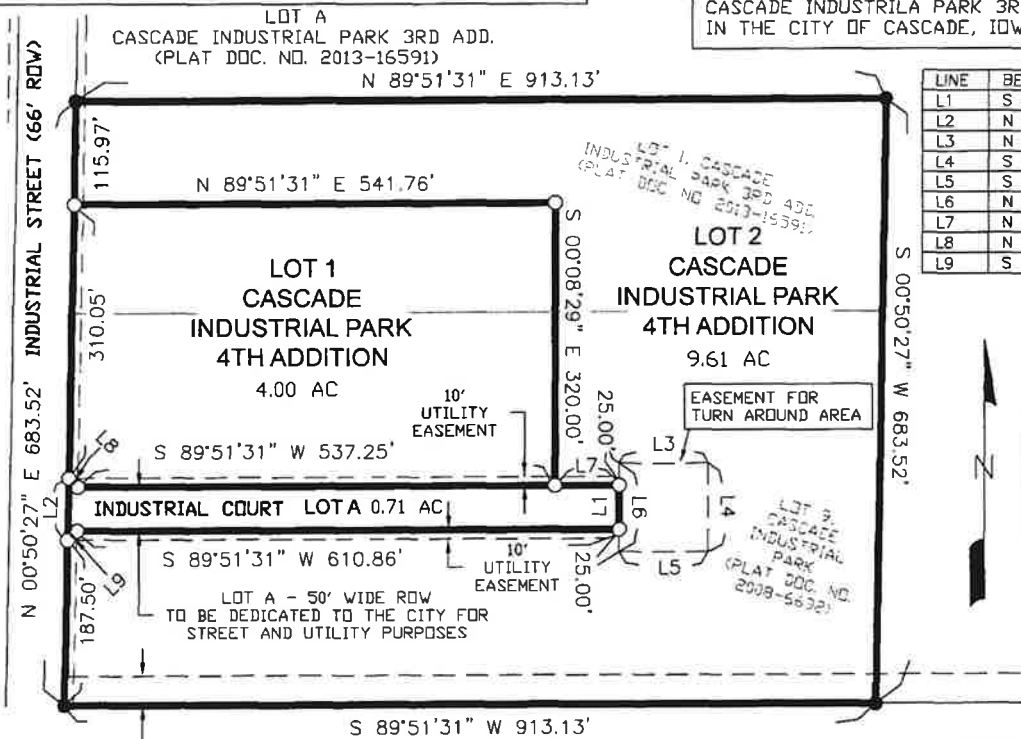 LOT A
CASCADE INDUSTRIAL PARK 3RD ADD.
(PLAT DOC. NO. 2013-16591)
CASCADE INDUSTRILA PARK 3R
IN THE CITY OF CASCADE, IOW
N 89°51'31" E 913.13'
LINE BE
L1 S
L2 N
L3 N
L4 S
L5 S
L6 N
L7 N
L8 N
L9 S
INDUSTRIAL STREET (66' ROW)
N 00°50'27" E 683.52'
115.97'
N 89°51'31" E 541.76'
LOT 1, CASCADE
INDUSTRIAL PARK 3RD ADD
(PLAT DOC NO 2013-16591)
LOT 1
CASCADE
INDUSTRIAL PARK
4TH ADDITION
4.00 AC
310.05'
S 00°08'29" E 320.00'
LOT 2
CASCADE
INDUSTRIAL PARK
4TH ADDITION
9.61 AC
S 00°50'27" W 683.52'
10'
UTILITY
EASEMENT
25.00'
EASEMENT FOR
TURN AROUND AREA
L8
S 89°51'31" W 537.25'
L7
L3
L2
INDUSTRIAL COURT LOT A 0.71 AC
L1
L6
L4
N
LOT 9,
CASCADE
INDUSTRIAL
PARK
(PLAT DOC. NO.
2008-5632)
L9
S 89°51'31" W 610.86'
10'
UTILITY
EASEMENT
25.00'
L5
187.50'
LOT A - 50' WIDE ROW
TO BE DEDICATED TO THE CITY FOR
STREET AND UTILITY PURPOSES
S 89°51'31" W 913.13'